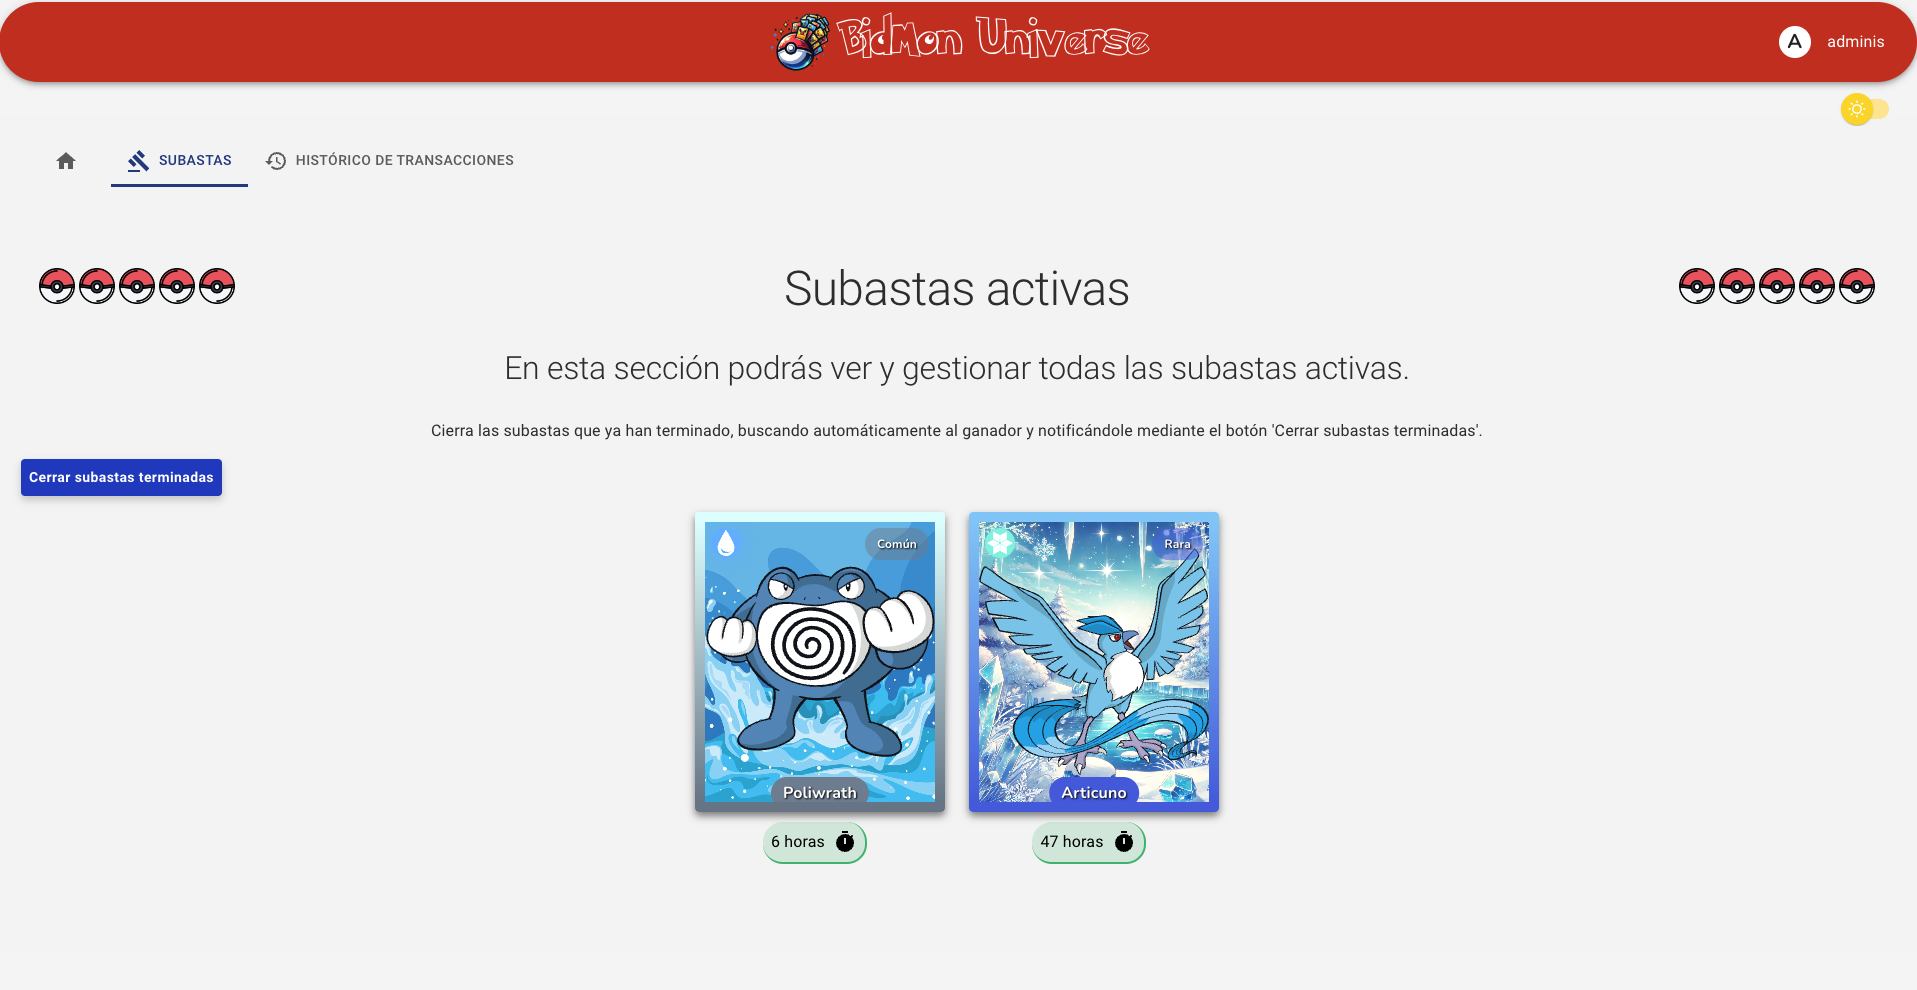 BidMon Universe
A adminis
SUBASTAS HISTÓRICO DE TRANSACCIONES
Subastas activas
En esta sección podrás ver y gestionar todas las subastas activas.
Cierra las subastas que ya han terminado, buscando automáticamente al ganador y notificándole mediante el botón 'Cerrar subastas terminadas'.
Cerrar subastas terminadas
Común
Poliwrath
6 horas
Rara
Articuno
47 horas